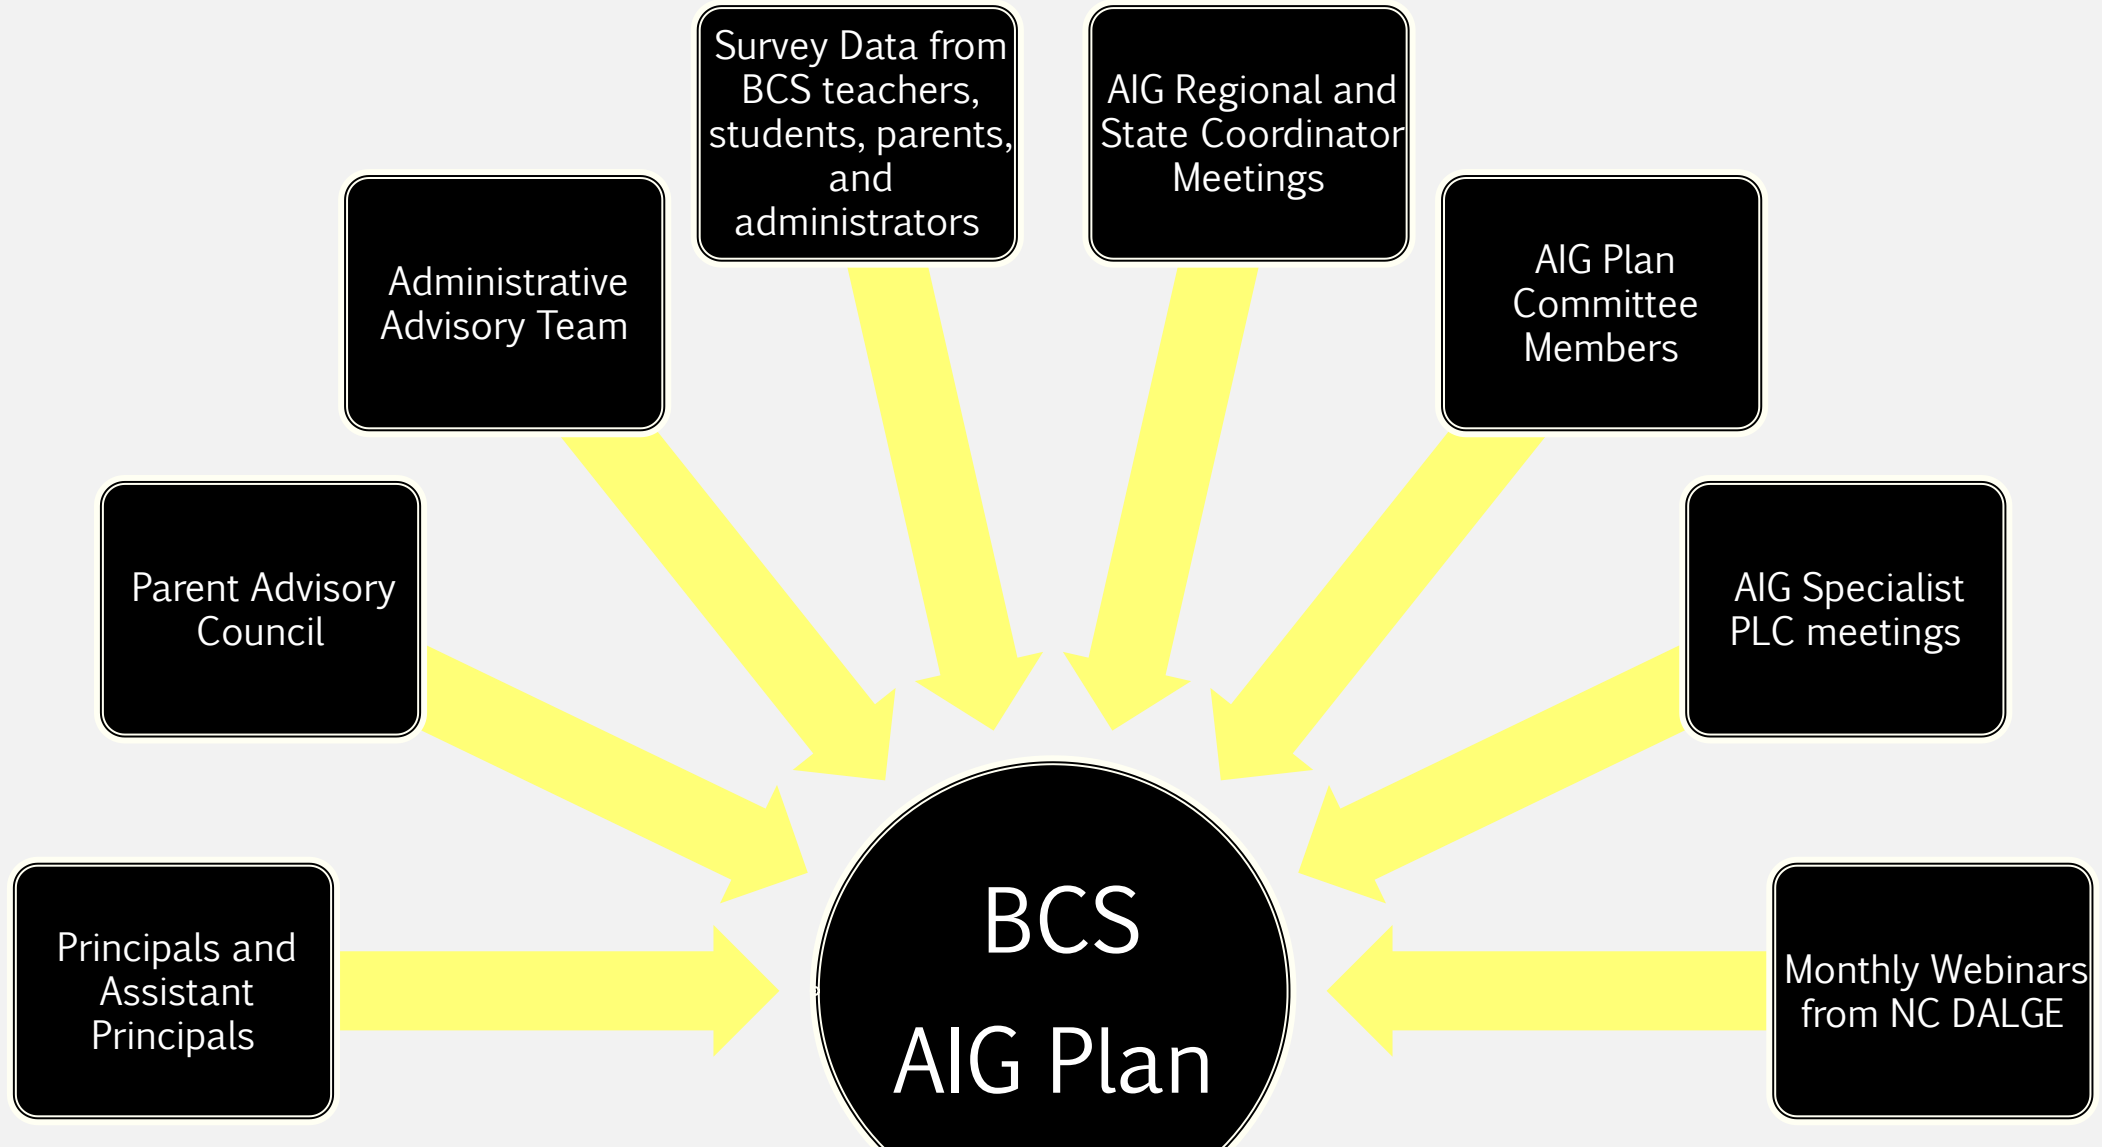 Survey Data from
BCS teachers,
students, parents,
and
administrators
AIG Regional and
State Coordinator
Meetings
Administrative
Advisory Team
AIG Plan
Committee
Members
Parent Advisory
Council
AIG Specialist
PLC meetings
Principals and
Assistant
Principals
BCS
AIG Plan
Monthly Webinars
from NC DALGE